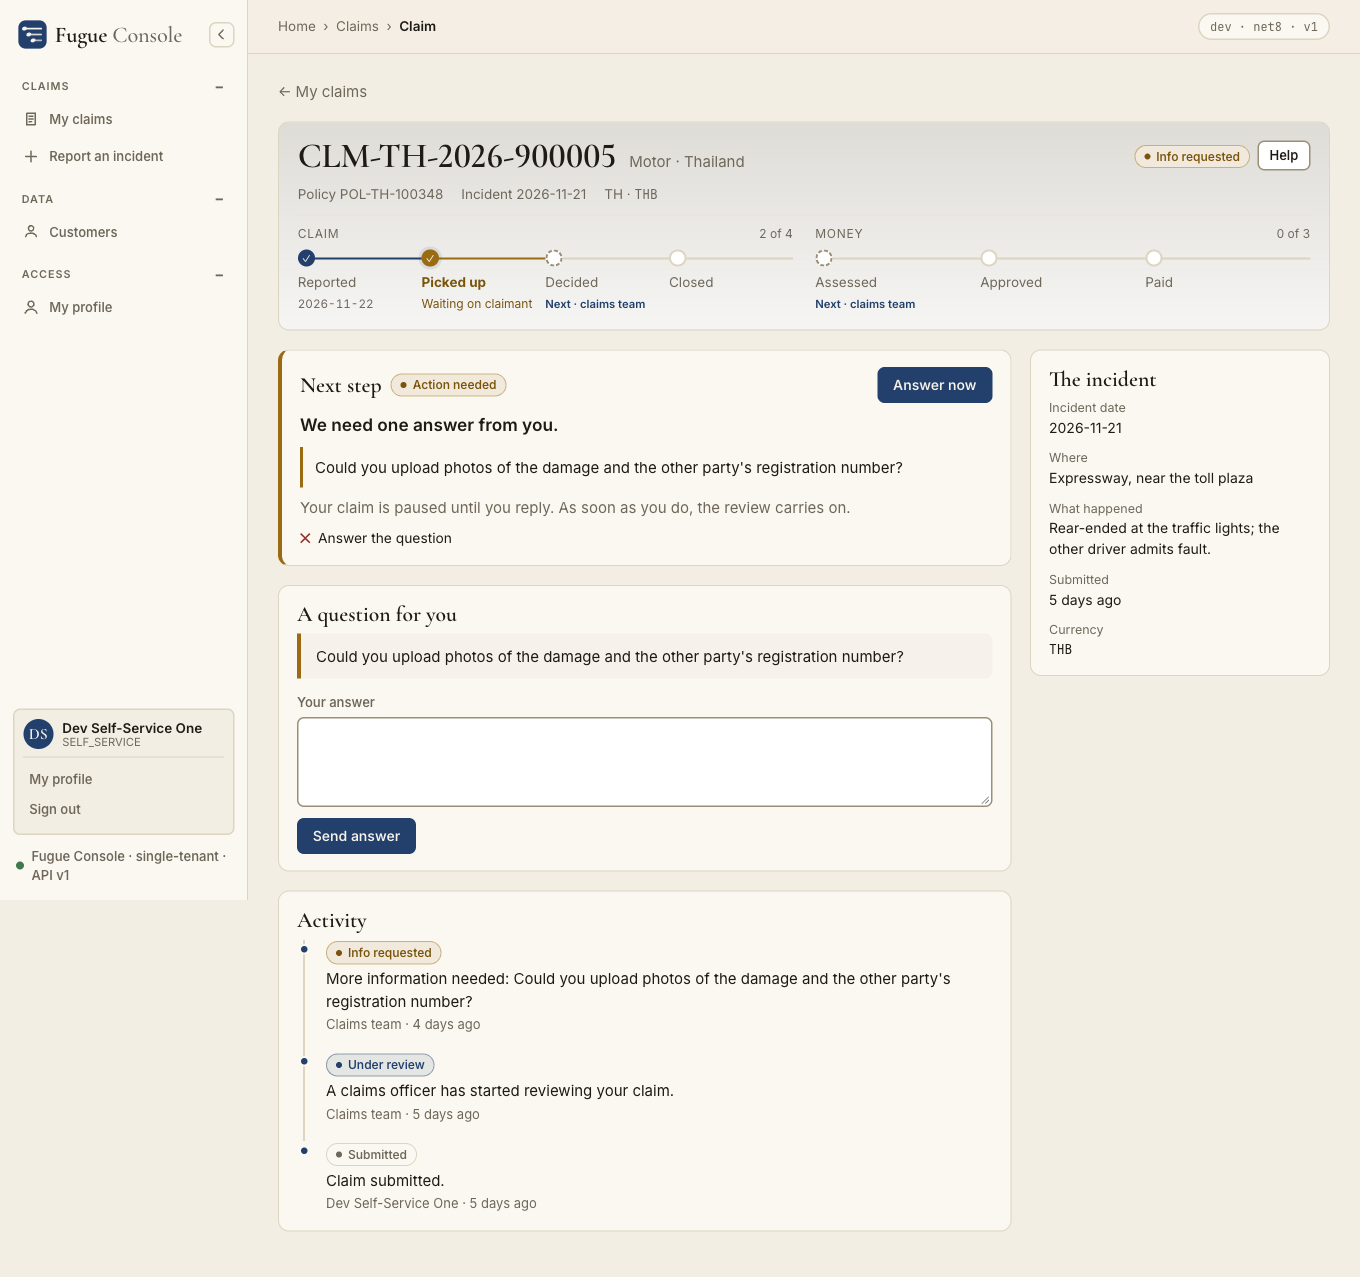 Fugue Console
CLAIMS
My claims
Report an incident
DATA
Customers
ACCESS
My profile
DS
Dev Self-Service One
SELF_SERVICE
My profile
Sign out
Fugue Console · single-tenant ·
API v1
Home › Claims › Claim
dev · net8 · v1
← My claims
CLM-TH-2026-900005 Motor · Thailand
Info requested
Help
Policy POL-TH-100348 Incident 2026-11-21 TH · THB
CLAIM 2 of 4
Reported Picked up Decided Closed
2026-11-22 Waiting on claimant Next · claims team
MONEY 0 of 3
Assessed Approved Paid
Next · claims team
Next step Action needed
Answer now
We need one answer from you.
Could you upload photos of the damage and the other party's registration number?
Your claim is paused until you reply. As soon as you do, the review carries on.
Answer the question
A question for you
Could you upload photos of the damage and the other party's registration number?
Your answer
Send answer
Activity
Info requested
More information needed: Could you upload photos of the damage and the other party's
registration number?
Claims team · 4 days ago
Under review
A claims officer has started reviewing your claim.
Claims team · 5 days ago
Submitted
Claim submitted.
Dev Self-Service One · 5 days ago
The incident
Incident date
2026-11-21
Where
Expressway, near the toll plaza
What happened
Rear-ended at the traffic lights; the
other driver admits fault.
Submitted
5 days ago
Currency
THB